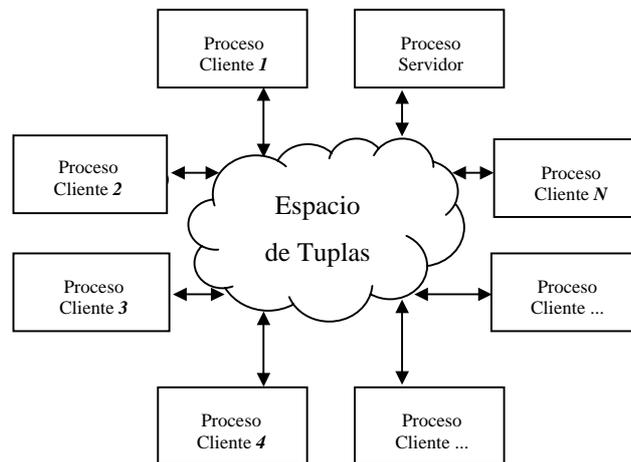 Proceso
Cliente 1
Proceso
Servidor
Proceso
Cliente 2
Proceso
Cliente N
Espacio
de Tuplas
Proceso
Cliente 3
Proceso
Cliente ...
Proceso
Cliente 4
Proceso
Cliente ...